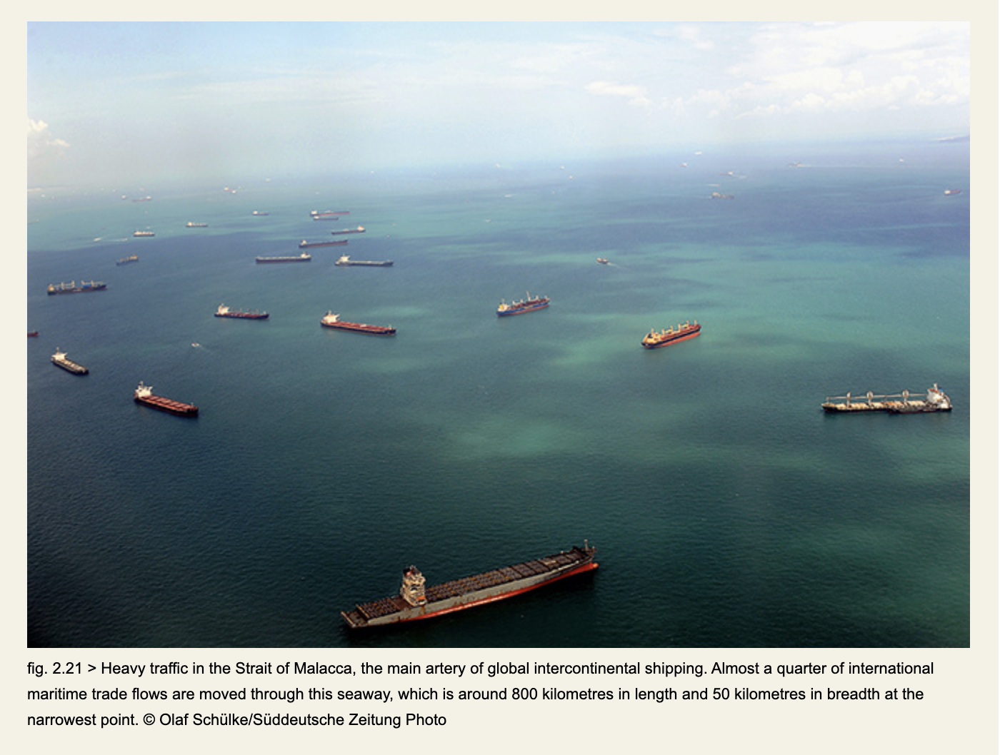 fig. 2.21 > Heavy traffic in the Strait of Malacca, the main artery of global intercontinental shipping. Almost a quarter of international
maritime trade flows are moved through this seaway, which is around 800 kilometres in length and 50 kilometres in breadth at the
narrowest point. © Olaf Schülke/Süddeutsche Zeitung Photo